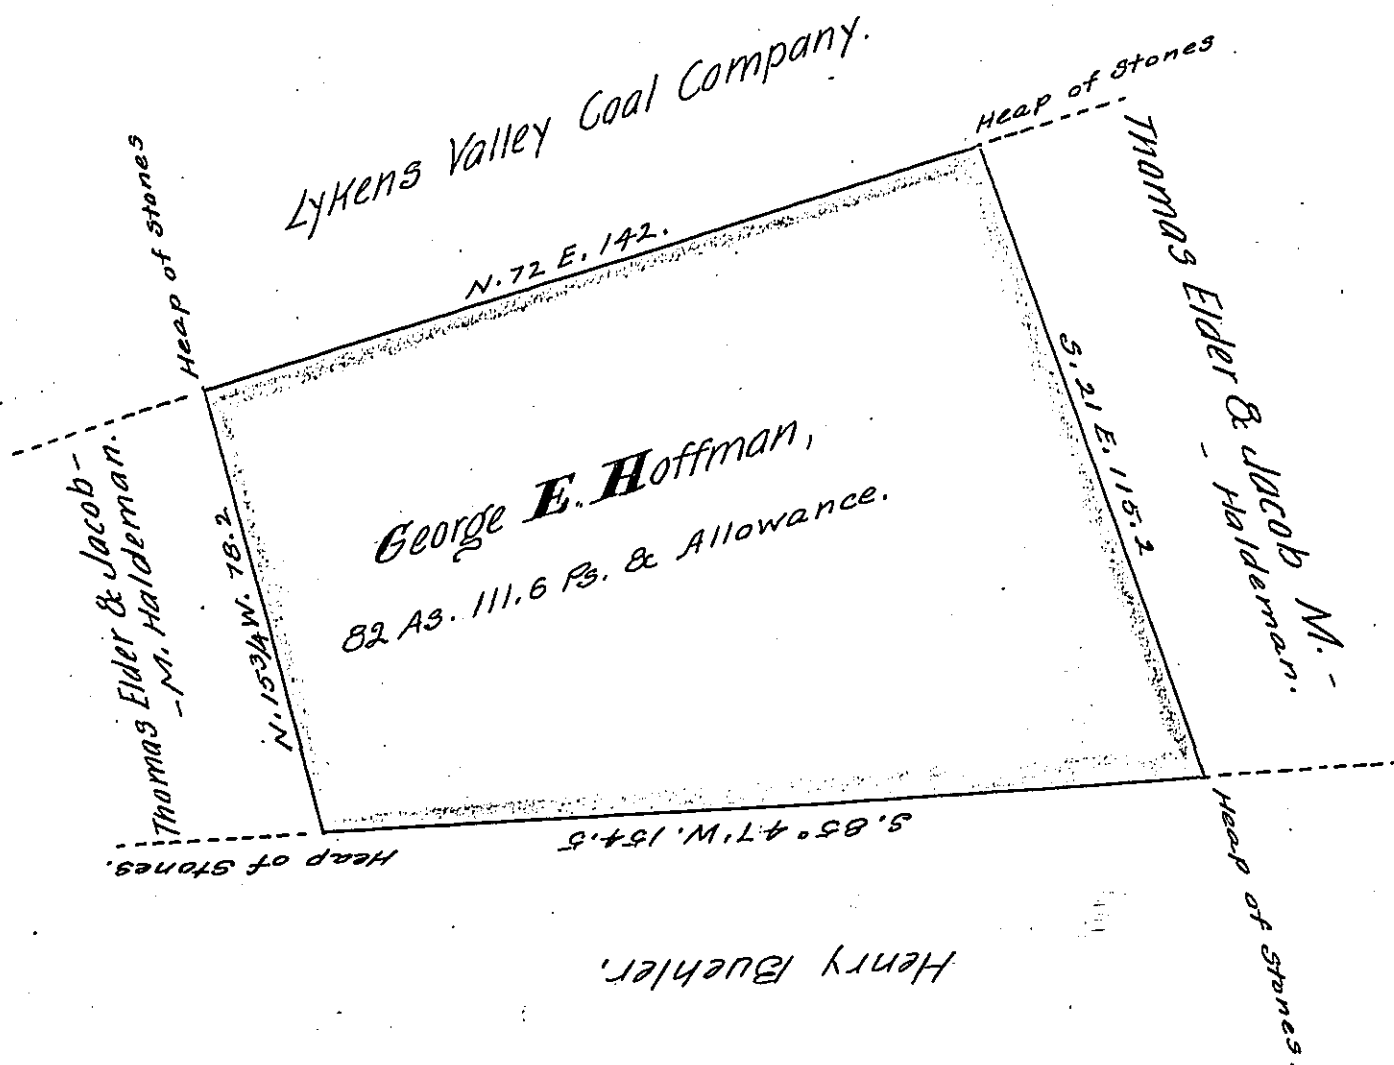 Lykens Valley Coal Company.
Heap of Stones
Heap of Stones
N. 72 E. 142.
Thomas Elder & Jacob M. -
- Haldeman.
S. 21 E. 115.2
George E. Hoffman,
82 As. 111.6 Ps. & Allowance.
Thomas Elder & Jacob -
- M. Haldeman.
N. 15 3/4 W. 78.2
S. 85° 47' W. 154.5
Heap of Stones.
Heap of Stones.
Henry Buehler.